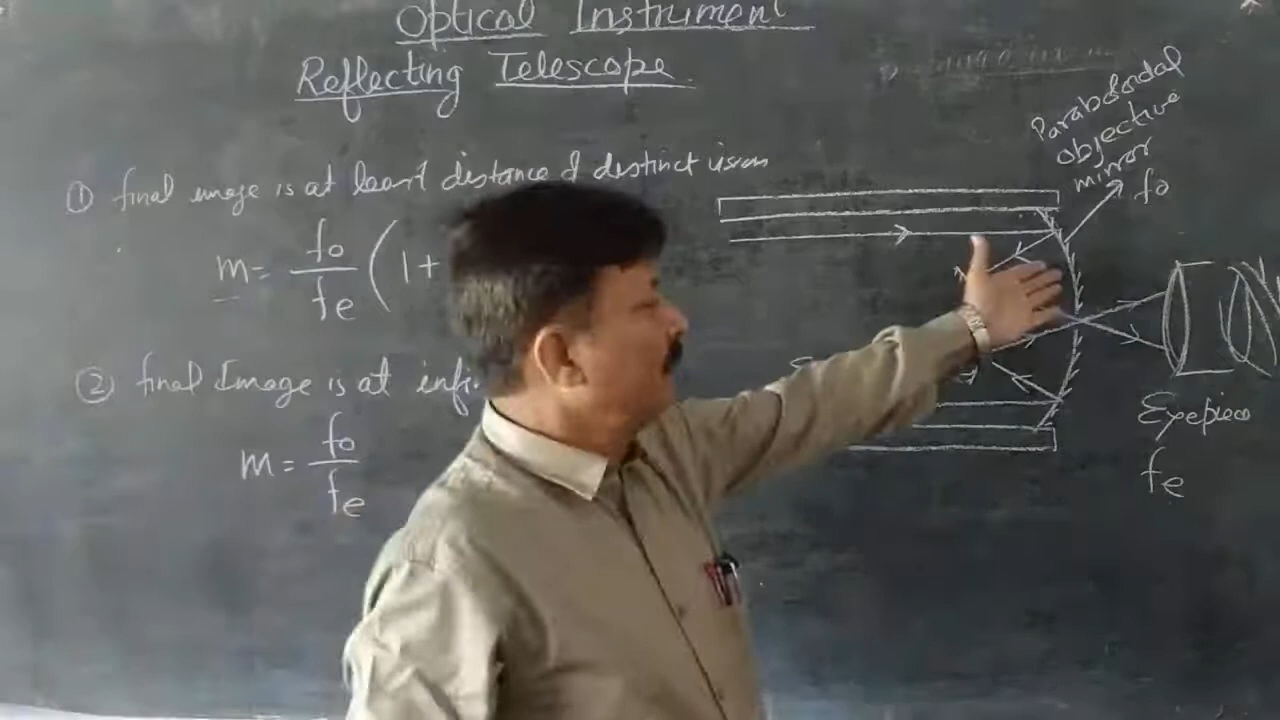 Optical Instrument
Reflecting Telescope
① final image is at least distance of distinct vision
m = fo/fe (1+
② final Image is at infi
m = fo/fe
Paraboloidal
objective
mirror
fo
Eyepiece
fe